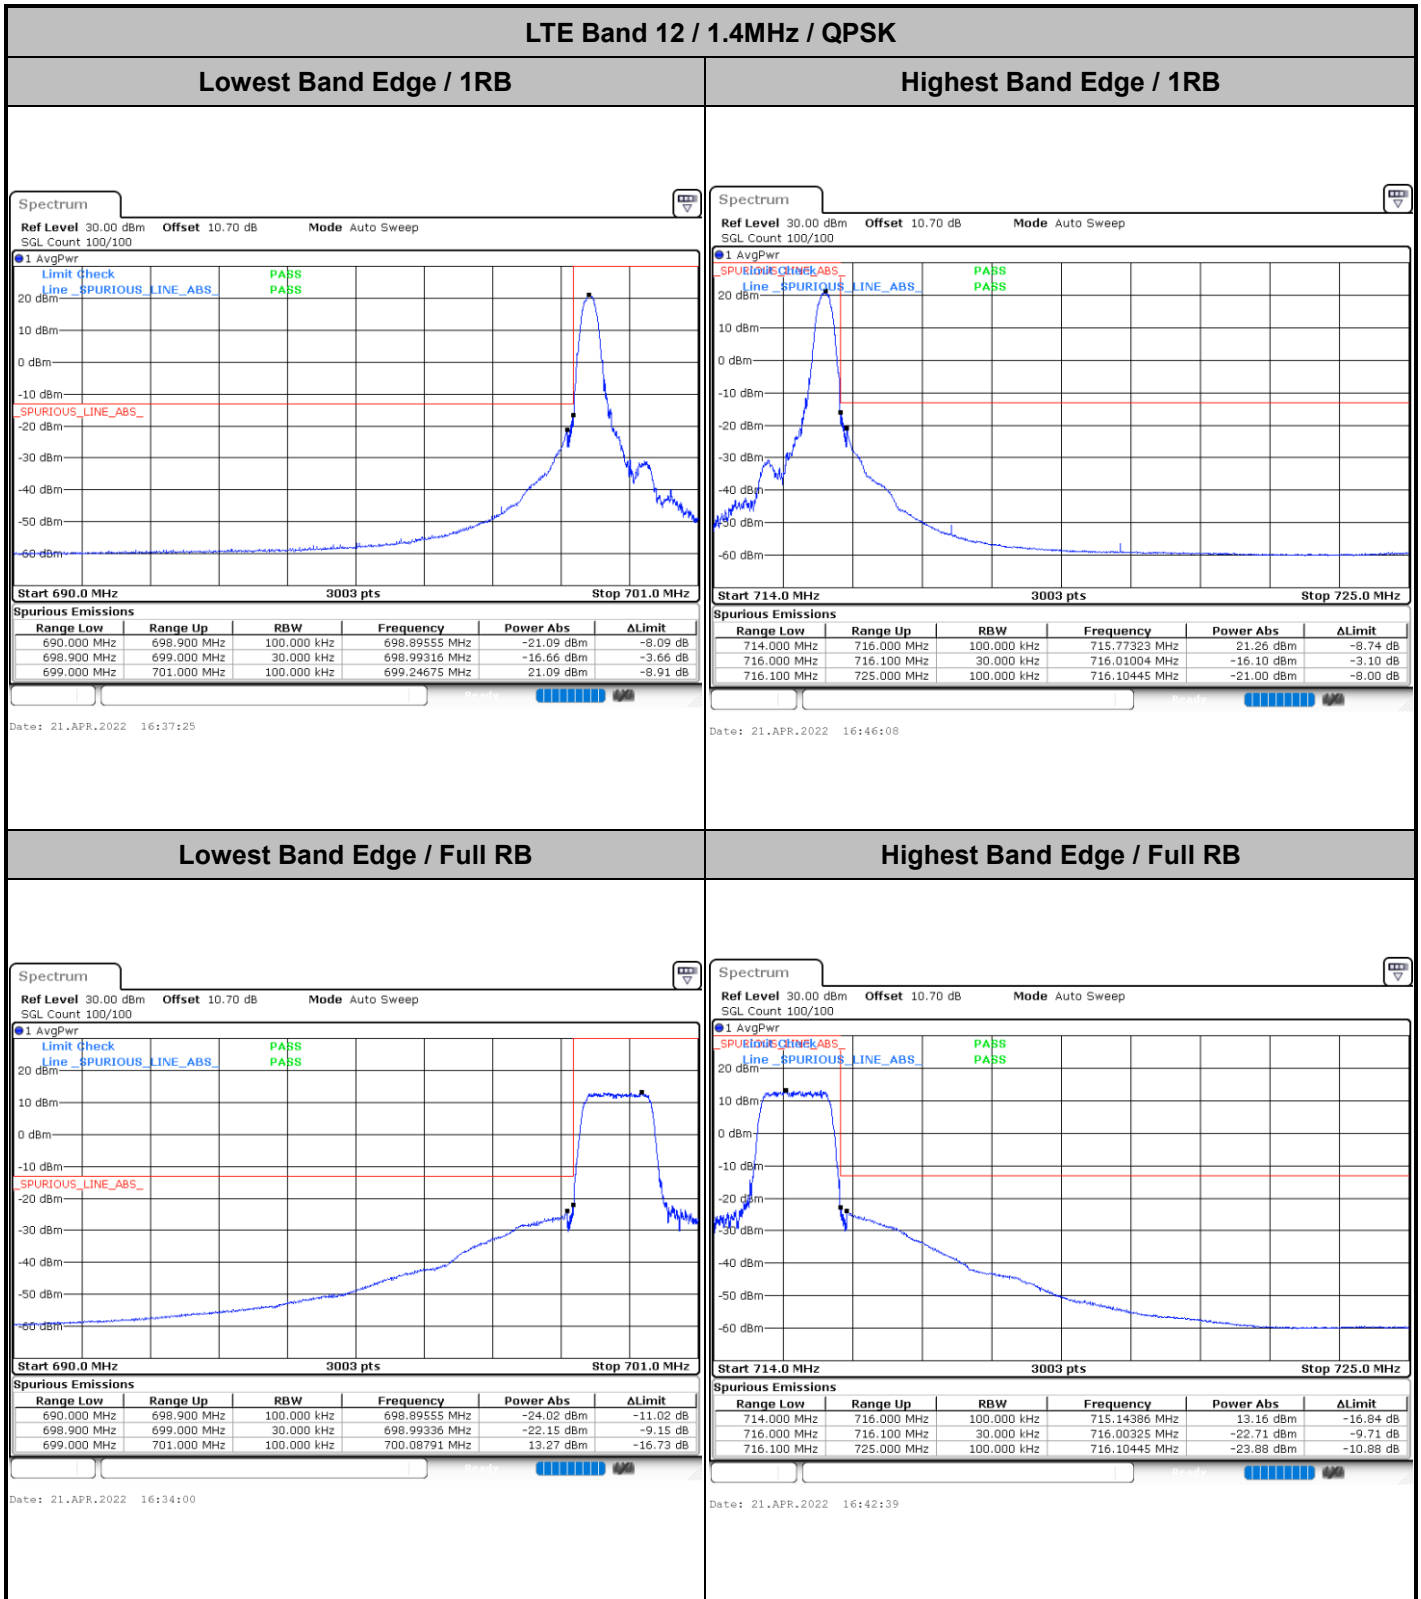 LTE Band 12 / 1.4MHz / QPSK
Lowest Band Edge / 1RB
Highest Band Edge / 1RB
Spectrum
Ref Level 30.00 dBm Offset 10.70 dB Mode Auto Sweep
SGL Count 100/100
1 AvgPwr
Limit Check PASS
Line _SPURIOUS_LINE_ABS_ PASS
20 dBm
10 dBm
0 dBm
-10 dBm
_SPURIOUS_LINE_ABS_
-20 dBm
-30 dBm
-40 dBm
-50 dBm
-60 dBm
Start 690.0 MHz 3003 pts Stop 701.0 MHz
Spurious Emissions
Range Low Range Up RBW Frequency Power Abs ΔLimit
690.000 MHz 698.900 MHz 100.000 kHz 698.89555 MHz -21.09 dBm -8.09 dB
698.900 MHz 699.000 MHz 30.000 kHz 698.99316 MHz -16.66 dBm -3.66 dB
699.000 MHz 701.000 MHz 100.000 kHz 699.24675 MHz 21.09 dBm -8.91 dB
Ready
Date: 21.APR.2022 16:37:25
Spectrum
Ref Level 30.00 dBm Offset 10.70 dB Mode Auto Sweep
SGL Count 100/100
1 AvgPwr
_SPURIOUS_LINE_ABS_
Limit Check PASS
Line _SPURIOUS_LINE_ABS_ PASS
20 dBm
10 dBm
0 dBm
-10 dBm
-20 dBm
-30 dBm
-40 dBm
-50 dBm
-60 dBm
Start 714.0 MHz 3003 pts Stop 725.0 MHz
Spurious Emissions
Range Low Range Up RBW Frequency Power Abs ΔLimit
714.000 MHz 716.000 MHz 100.000 kHz 715.77323 MHz 21.26 dBm -8.74 dB
716.000 MHz 716.100 MHz 30.000 kHz 716.01004 MHz -16.10 dBm -3.10 dB
716.100 MHz 725.000 MHz 100.000 kHz 716.10445 MHz -21.00 dBm -8.00 dB
Ready
Date: 21.APR.2022 16:46:08
Lowest Band Edge / Full RB
Highest Band Edge / Full RB
Spectrum
Ref Level 30.00 dBm Offset 10.70 dB Mode Auto Sweep
SGL Count 100/100
1 AvgPwr
Limit Check PASS
Line _SPURIOUS_LINE_ABS_ PASS
20 dBm
10 dBm
0 dBm
-10 dBm
_SPURIOUS_LINE_ABS_
-20 dBm
-30 dBm
-40 dBm
-50 dBm
-60 dBm
Start 690.0 MHz 3003 pts Stop 701.0 MHz
Spurious Emissions
Range Low Range Up RBW Frequency Power Abs ΔLimit
690.000 MHz 698.900 MHz 100.000 kHz 698.89555 MHz -24.02 dBm -11.02 dB
698.900 MHz 699.000 MHz 30.000 kHz 698.99336 MHz -22.15 dBm -9.15 dB
699.000 MHz 701.000 MHz 100.000 kHz 700.08791 MHz 13.27 dBm -16.73 dB
Ready
Date: 21.APR.2022 16:34:00
Spectrum
Ref Level 30.00 dBm Offset 10.70 dB Mode Auto Sweep
SGL Count 100/100
1 AvgPwr
_SPURIOUS_LINE_ABS_
Limit Check PASS
Line _SPURIOUS_LINE_ABS_ PASS
20 dBm
10 dBm
0 dBm
-10 dBm
-20 dBm
-30 dBm
-40 dBm
-50 dBm
-60 dBm
Start 714.0 MHz 3003 pts Stop 725.0 MHz
Spurious Emissions
Range Low Range Up RBW Frequency Power Abs ΔLimit
714.000 MHz 716.000 MHz 100.000 kHz 715.14386 MHz 13.16 dBm -16.84 dB
716.000 MHz 716.100 MHz 30.000 kHz 716.00325 MHz -22.71 dBm -9.71 dB
716.100 MHz 725.000 MHz 100.000 kHz 716.10445 MHz -23.88 dBm -10.88 dB
Ready
Date: 21.APR.2022 16:42:39